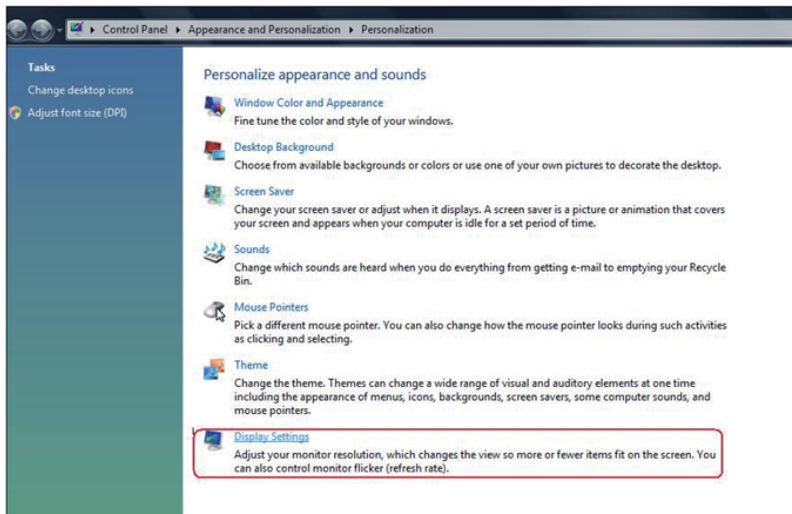 Control Panel ▸ Appearance and Personalization ▸ Personalization
Tasks
Change desktop icons
Adjust font size (DPI)
Personalize appearance and sounds
Window Color and Appearance
Fine tune the color and style of your windows.
Desktop Background
Choose from available backgrounds or colors or use one of your own pictures to decorate the desktop.
Screen Saver
Change your screen saver or adjust when it displays. A screen saver is a picture or animation that covers
your screen and appears when your computer is idle for a set period of time.
Sounds
Change which sounds are heard when you do everything from getting e-mail to emptying your Recycle
Bin.
Mouse Pointers
Pick a different mouse pointer. You can also change how the mouse pointer looks during such activities
as clicking and selecting.
Theme
Change the theme. Themes can change a wide range of visual and auditory elements at one time
including the appearance of menus, icons, backgrounds, screen savers, some computer sounds, and
mouse pointers.
Display Settings
Adjust your monitor resolution, which changes the view so more or fewer items fit on the screen. You
can also control monitor flicker (refresh rate).